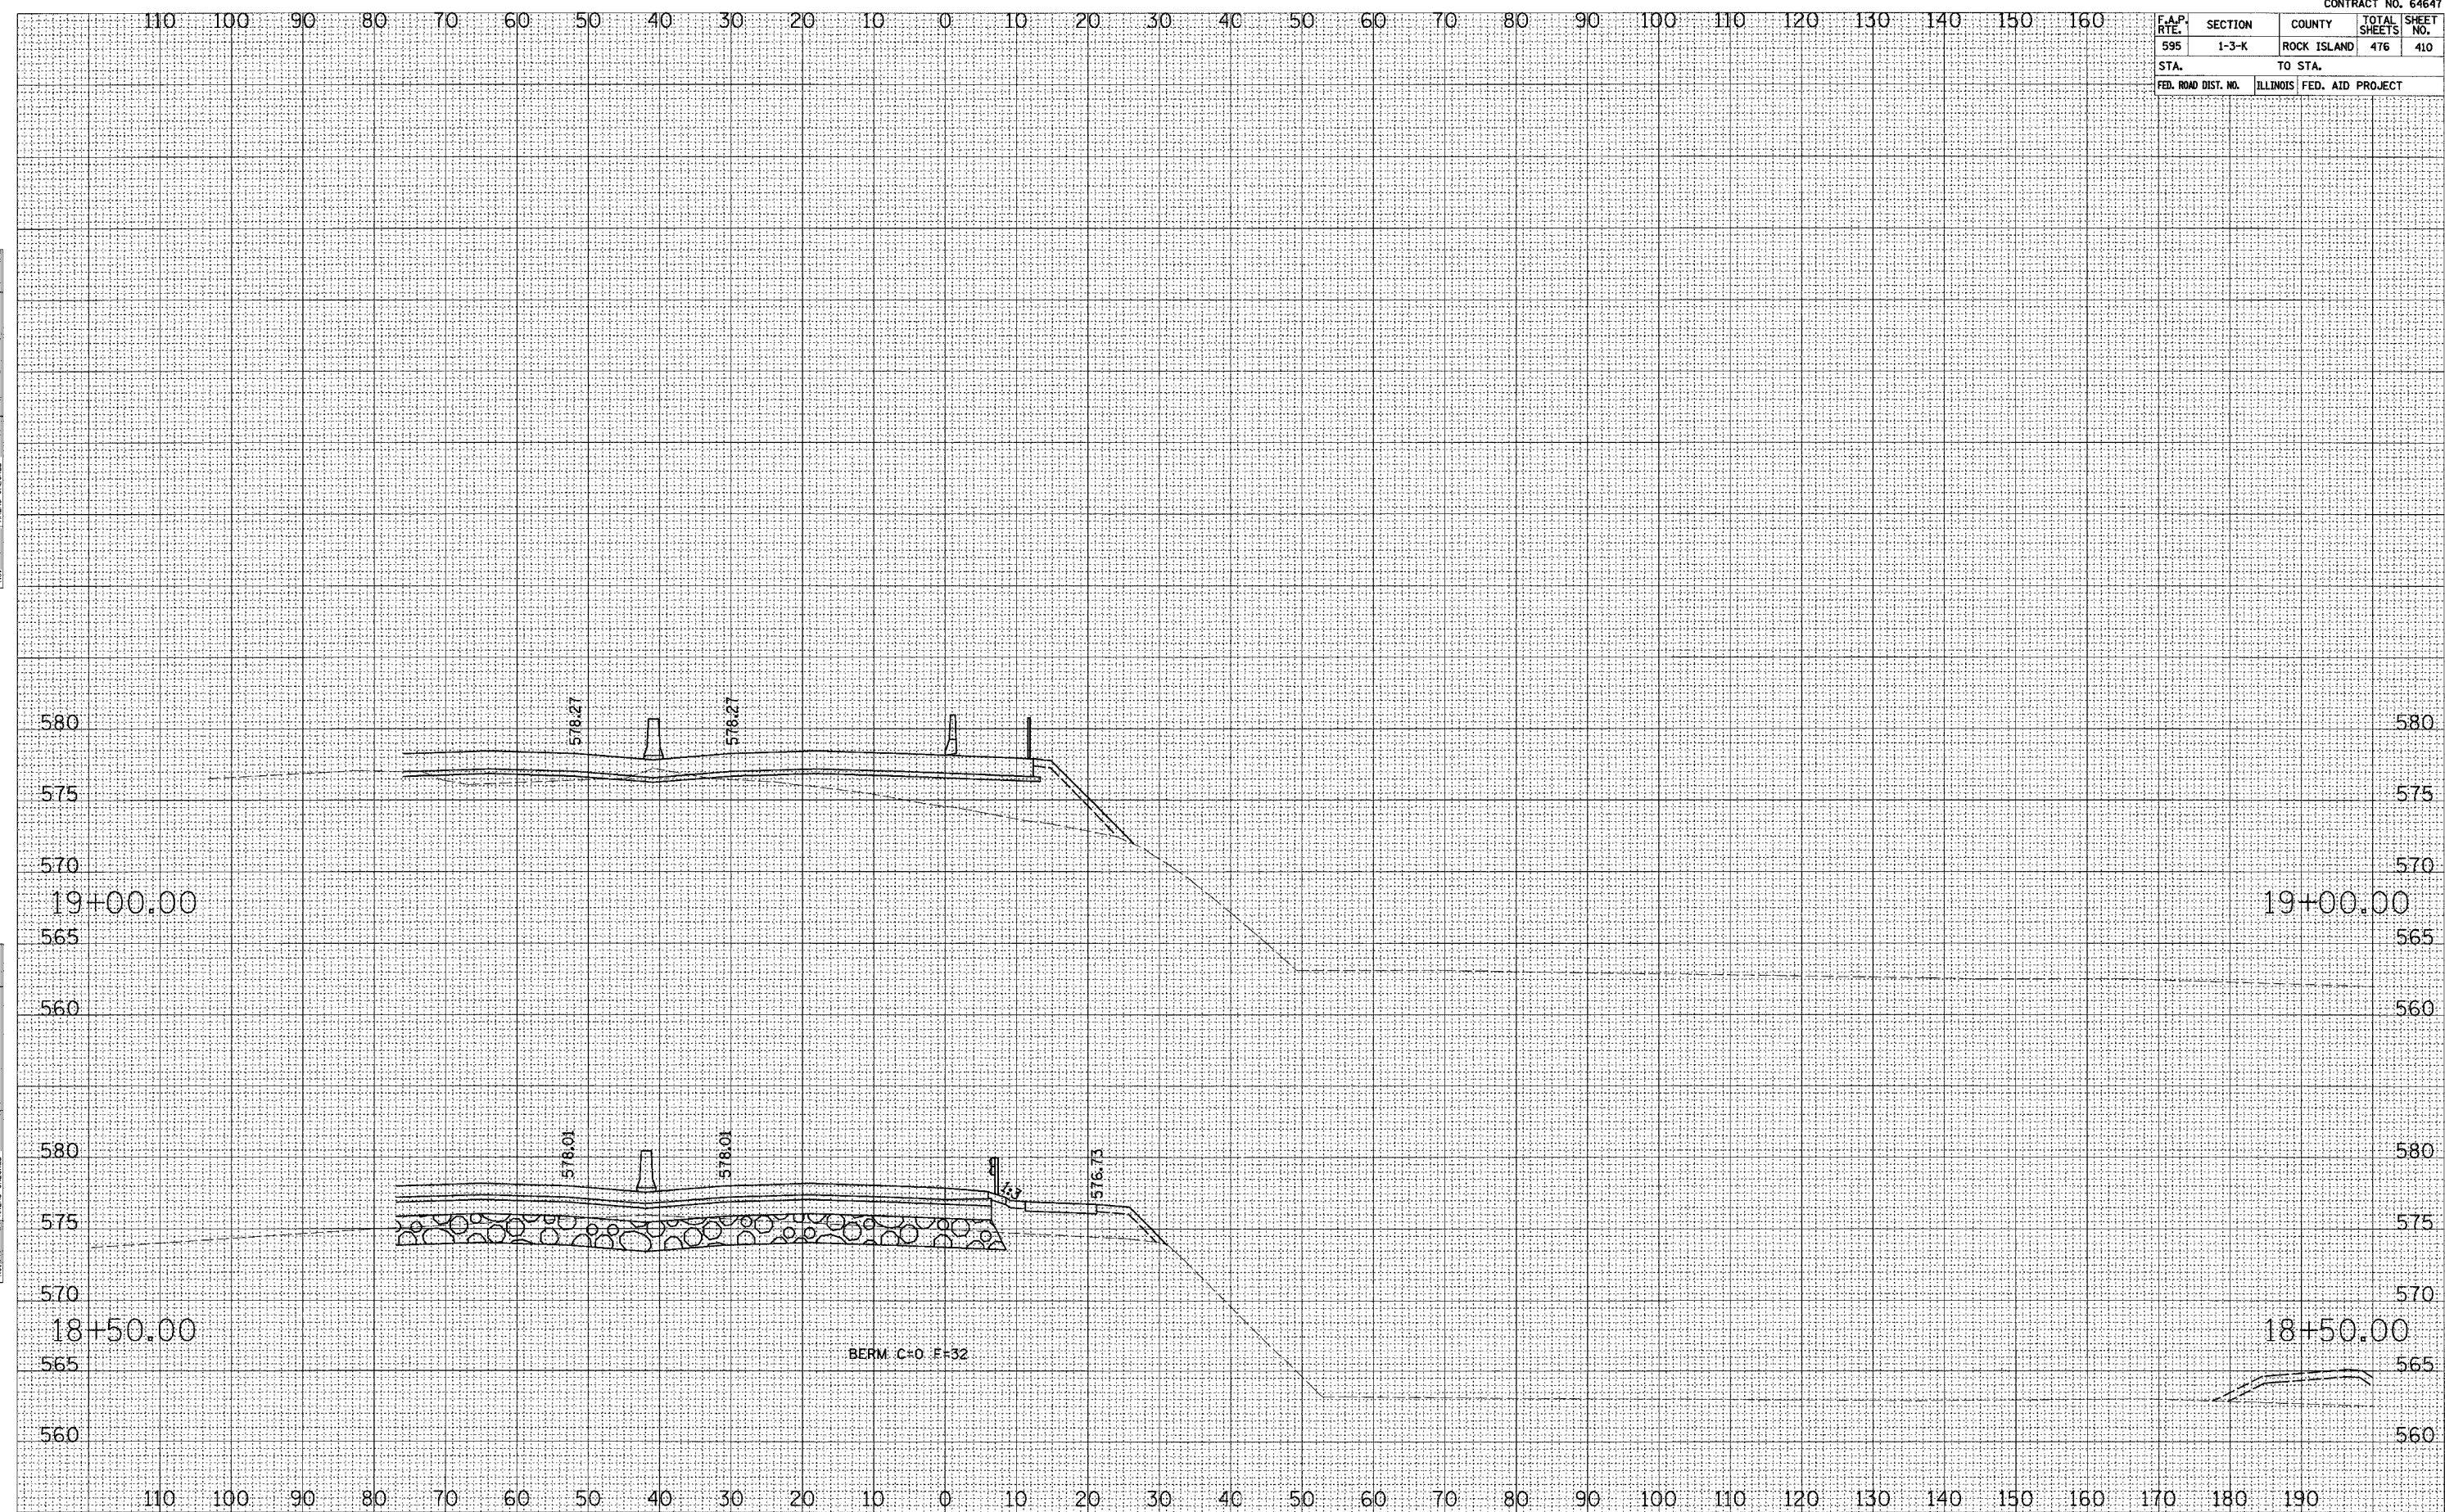 CONTRACT NO. 64647
F.A.P. RTE. SECTION COUNTY TOTAL SHEETS SHEET NO.
595 1-3-K ROCK ISLAND 476 410
STA. TO STA.
FED. ROAD DIST. NO. ILLINOIS FED. AID PROJECT
110 100 90 80 70 60 50 40 30 20 10 0 10 20 30 40 50 60 70 80 90 100 110 120 130 140 150 160
578.27 578.27
580 580
575 575
570 570
19+00.00 19+00.00
565 565
560 560
578.01 578.01 576.73
580 580
1:3
575 575
570 570
18+50.00 18+50.00
BERM C=0 F=32
565 565
560 560
110 100 90 80 70 60 50 40 30 20 10 0 10 20 30 40 50 60 70 80 90 100 110 120 130 140 150 160 170 180 190